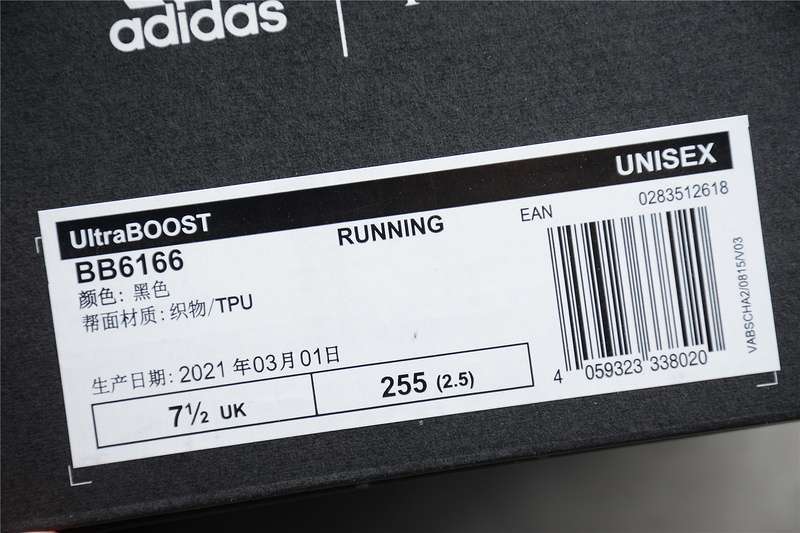 adidas
UltraBOOST UNISEX
BB6166 RUNNING EAN 0283512618
颜色: 黑色
帮面材质: 织物/TPU
生产日期: 2021 年03月01日
7½ UK 255 (2.5)
4 059323 338020
VABSCHA2/0815/V03